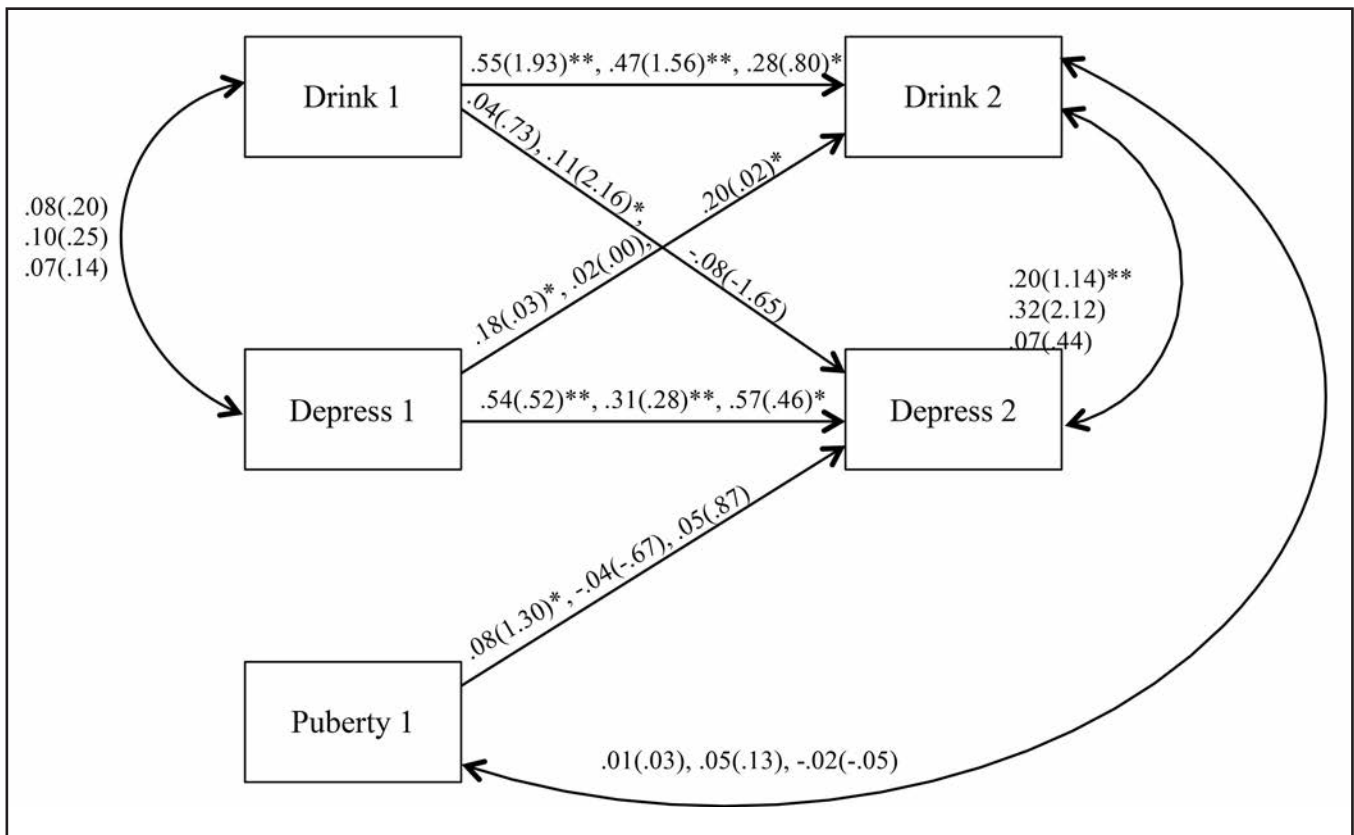 Drink 1
.55(1.93)**, .47(1.56)**, .28(.80)*
Drink 2
.04(.73), .11(2.16)*,
-.08(-1.65)
.20(.02)*
.18(.03)*, .02(.00),
.08(.20)
.10(.25)
.07(.14)
.20(1.14)**
.32(2.12)
.07(.44)
Depress 1
.54(.52)**, .31(.28)**, .57(.46)*
Depress 2
.08(1.30)*, -.04(-.67), .05(.87)
Puberty 1
.01(.03), .05(.13), -.02(-.05)